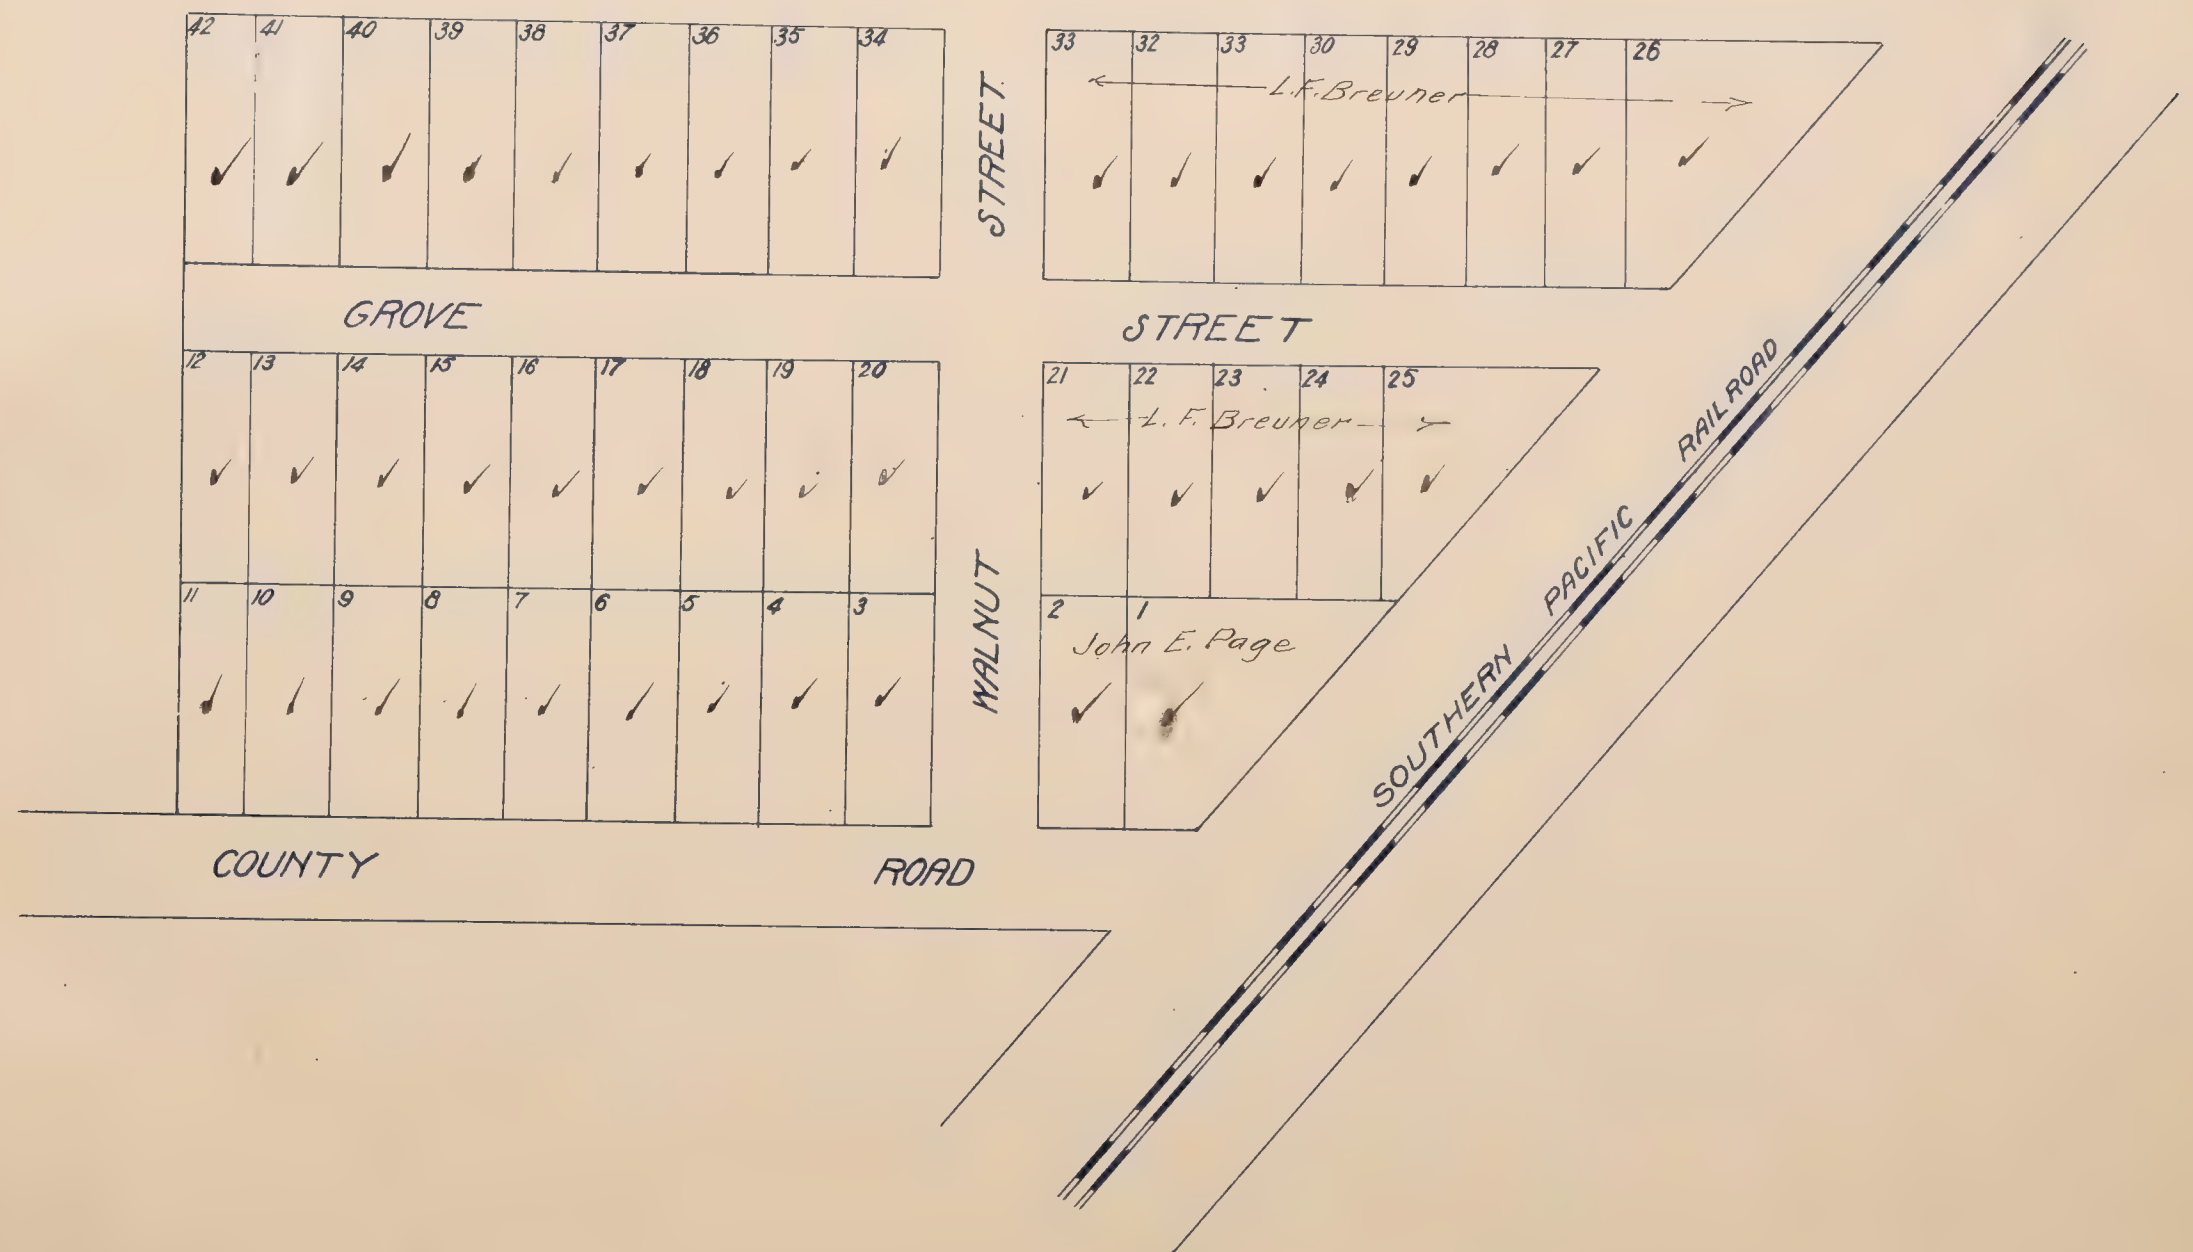 42 41 40 39 38 37 36 35 34
33 32 33 30 29 28 27 26
L.F. Breuner
STREET
GROVE STREET
12 13 14 15 16 17 18 19 20
21 22 23 24 25
L. F. Breuner
11 10 9 8 7 6 5 4 3
2 1
John E. Page
WALNUT
SOUTHERN PACIFIC RAILROAD
COUNTY ROAD